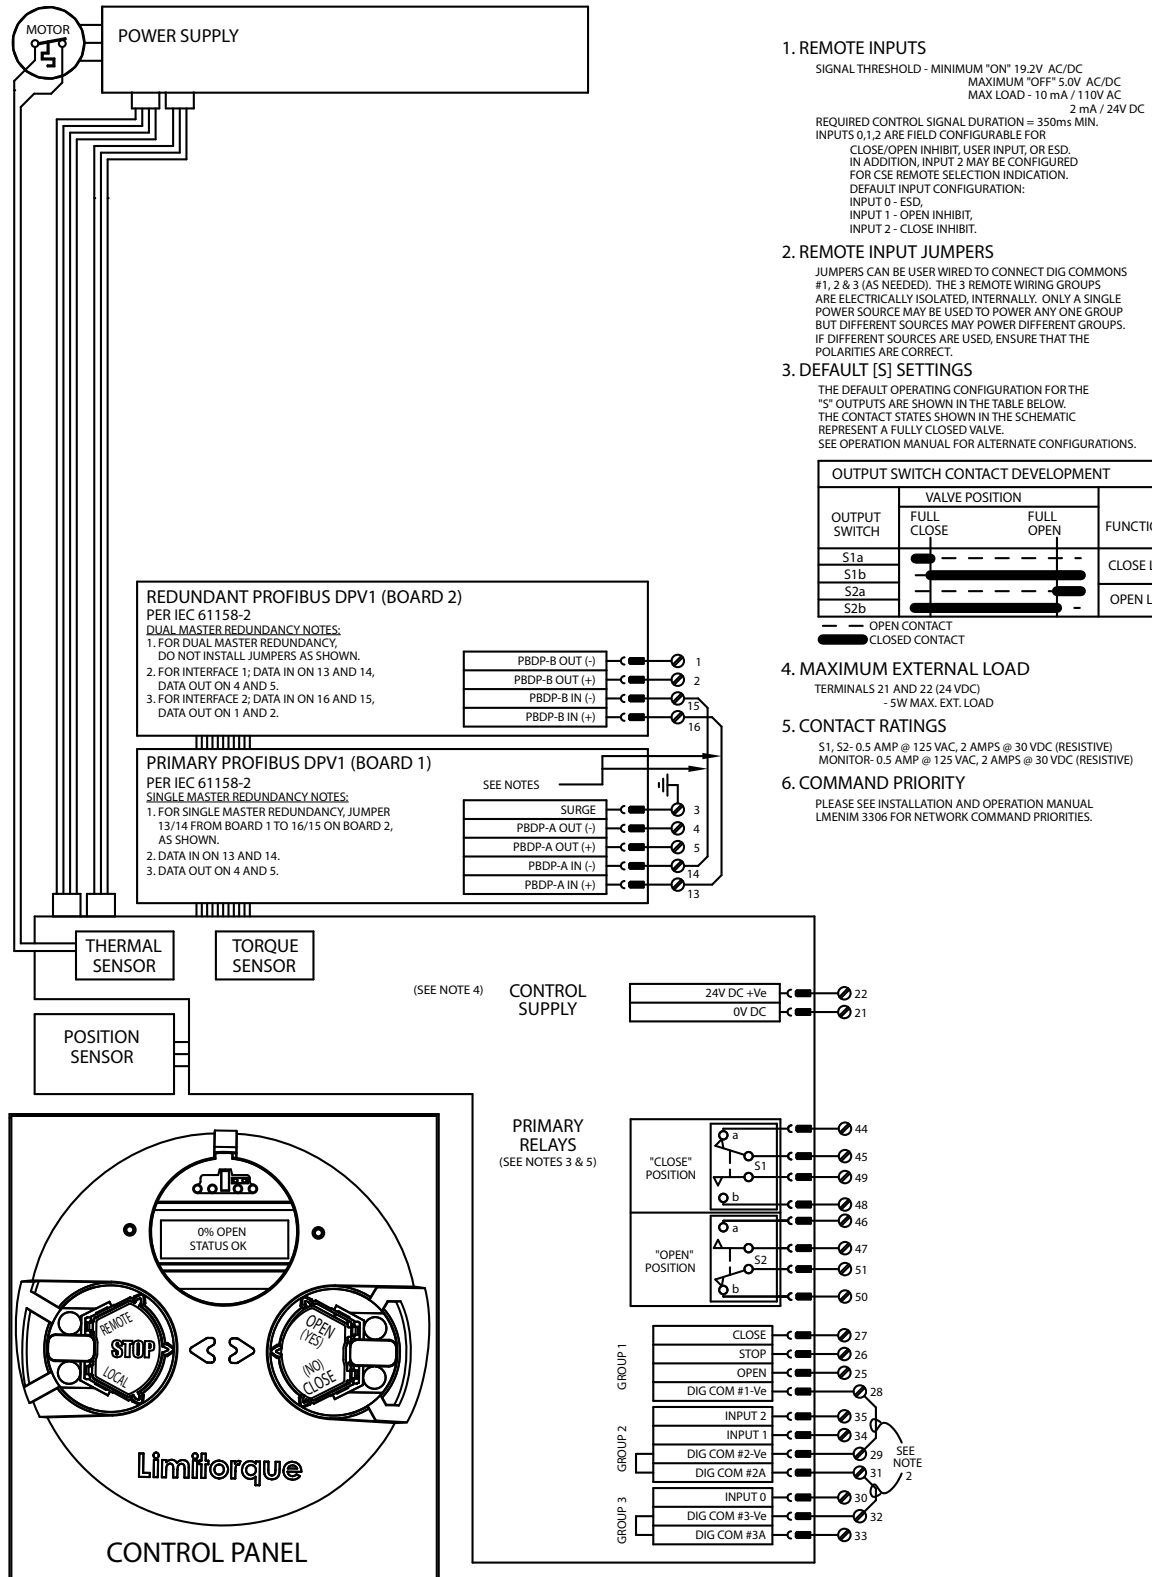 MOTOR
POWER SUPPLY
1. REMOTE INPUTS
SIGNAL THRESHOLD - MINIMUM "ON" 19.2V AC/DC
MAXIMUM "OFF" 5.0V AC/DC
MAX LOAD - 10 mA / 110V AC
2 mA / 24V DC
REQUIRED CONTROL SIGNAL DURATION = 350ms MIN.
INPUTS 0,1,2 ARE FIELD CONFIGURABLE FOR
CLOSE/OPEN INHIBIT, USER INPUT, OR ESD.
IN ADDITION, INPUT 2 MAY BE CONFIGURED
FOR CSE REMOTE SELECTION INDICATION.
DEFAULT INPUT CONFIGURATION:
INPUT 0 - ESD,
INPUT 1 - OPEN INHIBIT,
INPUT 2 - CLOSE INHIBIT.
2. REMOTE INPUT JUMPERS
JUMPERS CAN BE USER WIRED TO CONNECT DIG COMMONS
#1, 2 & 3 (AS NEEDED). THE 3 REMOTE WIRING GROUPS
ARE ELECTRICALLY ISOLATED, INTERNALLY. ONLY A SINGLE
POWER SOURCE MAY BE USED TO POWER ANY ONE GROUP
BUT DIFFERENT SOURCES MAY POWER DIFFERENT GROUPS.
IF DIFFERENT SOURCES ARE USED, ENSURE THAT THE
POLARITIES ARE CORRECT.
3. DEFAULT [S] SETTINGS
THE DEFAULT OPERATING CONFIGURATION FOR THE
"S" OUTPUTS ARE SHOWN IN THE TABLE BELOW.
THE CONTACT STATES SHOWN IN THE SCHEMATIC
REPRESENT A FULLY CLOSED VALVE.
SEE OPERATION MANUAL FOR ALTERNATE CONFIGURATIONS.
OUTPUT SWITCH CONTACT DEVELOPMENT
VALVE POSITION
OUTPUT SWITCH
FULL CLOSE
FULL OPEN
S1a
S1b
CLOSE
S2a
S2b
OPEN
OPEN CONTACT
CLOSED CONTACT
4. MAXIMUM EXTERNAL LOAD
TERMINALS 21 AND 22 (24 VDC)
- 5W MAX. EXT. LOAD
5. CONTACT RATINGS
S1, S2- 0.5 AMP @ 125 VAC, 2 AMPS @ 30 VDC (RESISTIVE)
MONITOR- 0.5 AMP @ 125 VAC, 2 AMPS @ 30 VDC (RESISTIVE)
6. COMMAND PRIORITY
PLEASE SEE INSTALLATION AND OPERATION MANUAL
LMENIM 3306 FOR NETWORK COMMAND PRIORITIES.
REDUNDANT PROFIBUS DPV1 (BOARD 2)
PER IEC 61158-2
DUAL MASTER REDUNDANCY NOTES:
1. FOR DUAL MASTER REDUNDANCY,
DO NOT INSTALL JUMPERS AS SHOWN.
2. FOR INTERFACE 1; DATA IN ON 13 AND 14,
DATA OUT ON 4 AND 5.
3. FOR INTERFACE 2; DATA IN ON 16 AND 15,
DATA OUT ON 1 AND 2.
PBDP-B OUT (-) 1
PBDP-B OUT (+) 2
PBDP-B IN (-) 15
PBDP-B IN (+) 16
PRIMARY PROFIBUS DPV1 (BOARD 1)
PER IEC 61158-2
SINGLE MASTER REDUNDANCY NOTES:
1. FOR SINGLE MASTER REDUNDANCY, JUMPER
13/14 FROM BOARD 1 TO 16/15 ON BOARD 2,
AS SHOWN.
2. DATA IN ON 13 AND 14.
3. DATA OUT ON 4 AND 5.
SEE NOTES
SURGE 3
PBDP-A OUT (-) 4
PBDP-A OUT (+) 5
PBDP-A IN (-) 14
PBDP-A IN (+) 13
THERMAL
SENSOR
TORQUE
SENSOR
POSITION
SENSOR
(SEE NOTE 4)
CONTROL
SUPPLY
24V DC +Ve 22
0V DC 21
PRIMARY
RELAYS
(SEE NOTES 3 & 5)
"CLOSE"
POSITION
a
S1
b
44
45
49
48
"OPEN"
POSITION
a
S2
b
46
47
51
50
GROUP 1
CLOSE 27
STOP 26
OPEN 25
DIG COM #1-Ve 28
GROUP 2
INPUT 2 35
INPUT 1 34
DIG COM #2-Ve 29
DIG COM #2A 31
GROUP 3
INPUT 0 30
DIG COM #3-Ve 32
DIG COM #3A 33
SEE
NOTE
2
0% OPEN
STATUS OK
REMOTE
STOP
LOCAL
OPEN
(YES)
(NO)
CLOSE
Limitorque
CONTROL PANEL